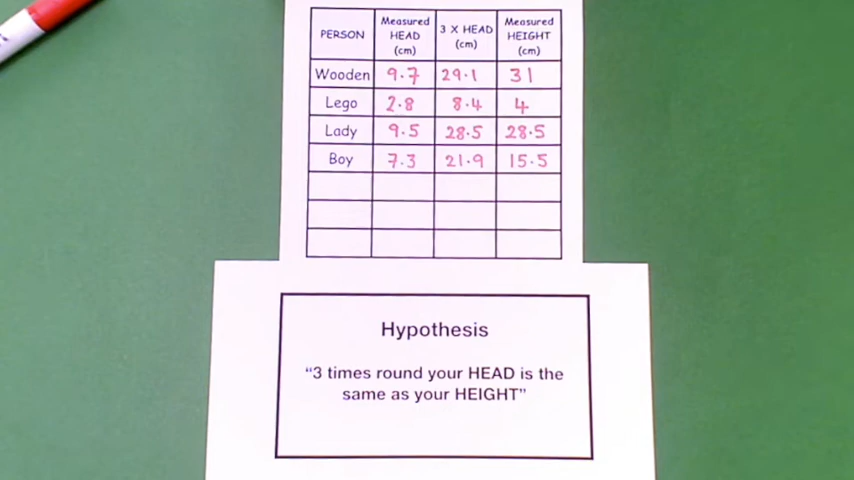 PERSON Measured HEAD (cm) 3 X HEAD (cm) Measured HEIGHT (cm)
Wooden 9.7 29.1 31
Lego 2.8 8.4 4
Lady 9.5 28.5 28.5
Boy 7.3 21.9 15.5
Hypothesis
“3 times round your HEAD is the
same as your HEIGHT”